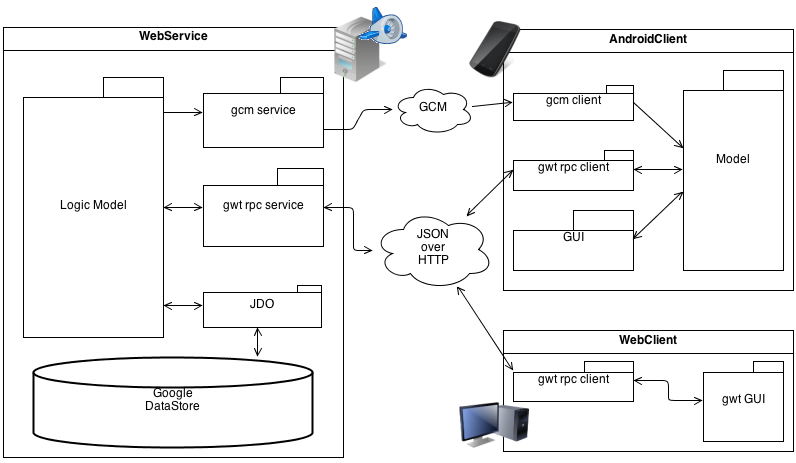 WebService
gcm service
Logic Model
gwt rpc service
JDO
Google
DataStore
GCM
JSON
over
HTTP
AndroidClient
gcm client
gwt rpc client
GUI
Model
WebClient
gwt rpc client
gwt GUI